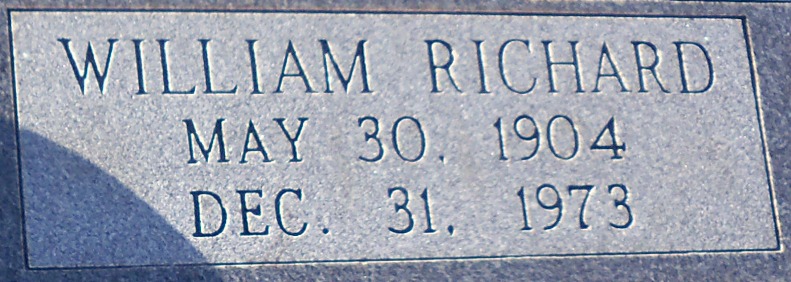 WILLIAM RICHARD
MAY 30, 1904
DEC. 31, 1973